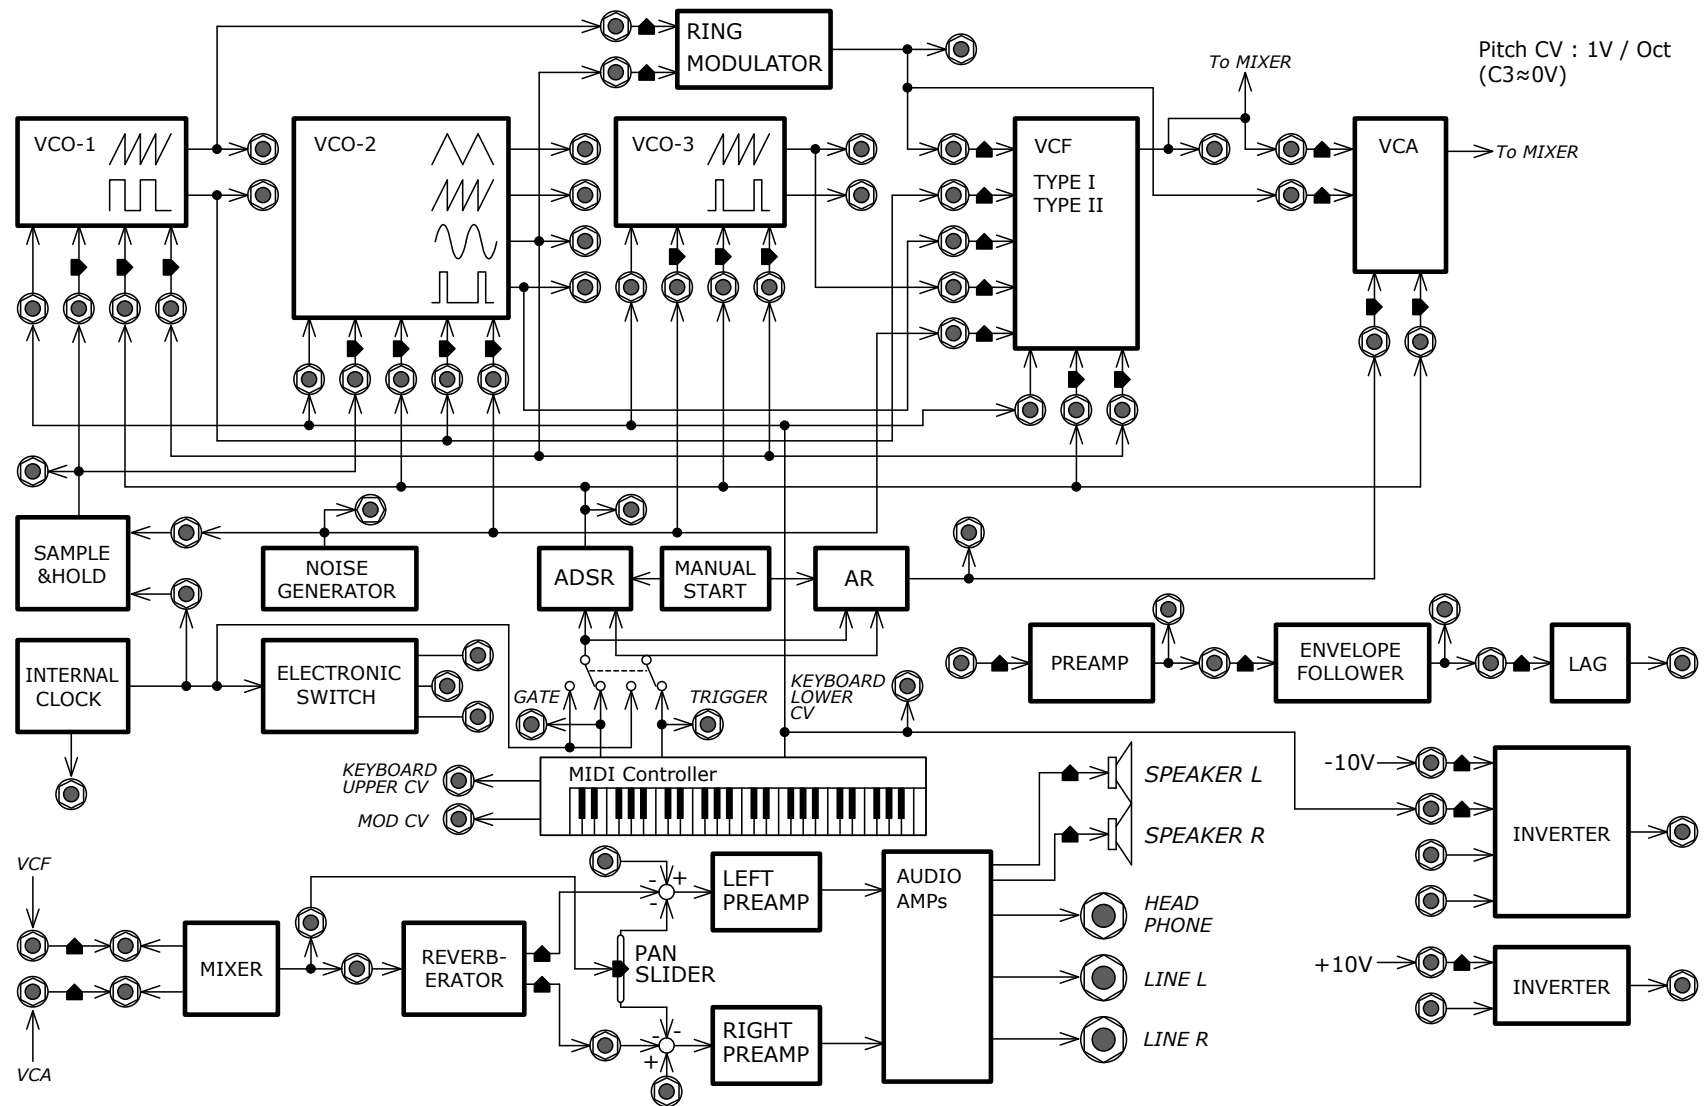 RING
MODULATOR
To MIXER
Pitch CV : 1V / Oct
(C3≈0V)
VCO-1
VCO-2
VCO-3
VCF
TYPE I
TYPE II
VCA
To MIXER
SAMPLE
&HOLD
NOISE
GENERATOR
ADSR
MANUAL
START
AR
INTERNAL
CLOCK
ELECTRONIC
SWITCH
GATE
TRIGGER
KEYBOARD
LOWER
CV
PREAMP
ENVELOPE
FOLLOWER
LAG
KEYBOARD
UPPER CV
MOD CV
MIDI Controller
SPEAKER L
SPEAKER R
-10V
INVERTER
+10V
INVERTER
VCF
VCA
MIXER
REVERB-
ERATOR
PAN
SLIDER
-
+
-
-
-
+
LEFT
PREAMP
RIGHT
PREAMP
AUDIO
AMPs
HEAD
PHONE
LINE L
LINE R